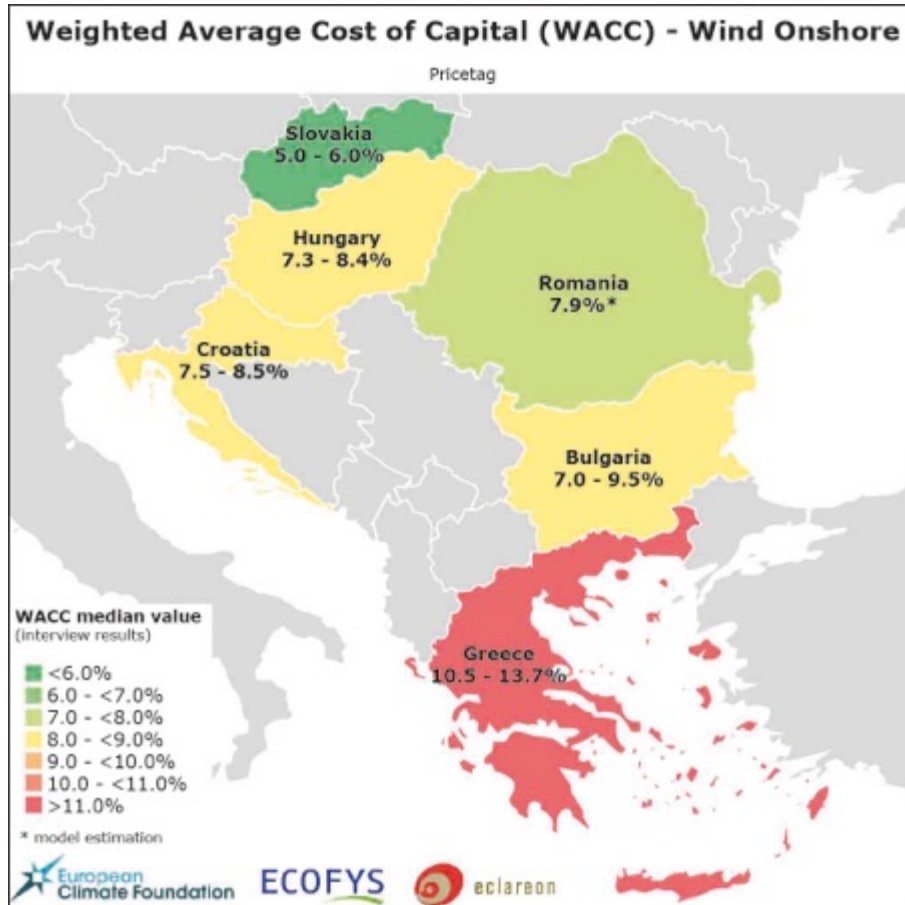 Weighted Average Cost of Capital (WACC) - Wind Onshore
Pricetag
Slovakia
5.0 - 6.0%
Hungary
7.3 - 8.4%
Romania
7.9%*
Croatia
7.5 - 8.5%
Bulgaria
7.0 - 9.5%
Greece
10.5 - 13.7%
WACC median value
(interview results)
<6.0%
6.0 - <7.0%
7.0 - <8.0%
8.0 - <9.0%
9.0 - <10.0%
10.0 - <11.0%
>11.0%
* model estimation
European
Climate Foundation
ECOFYS
eclareon